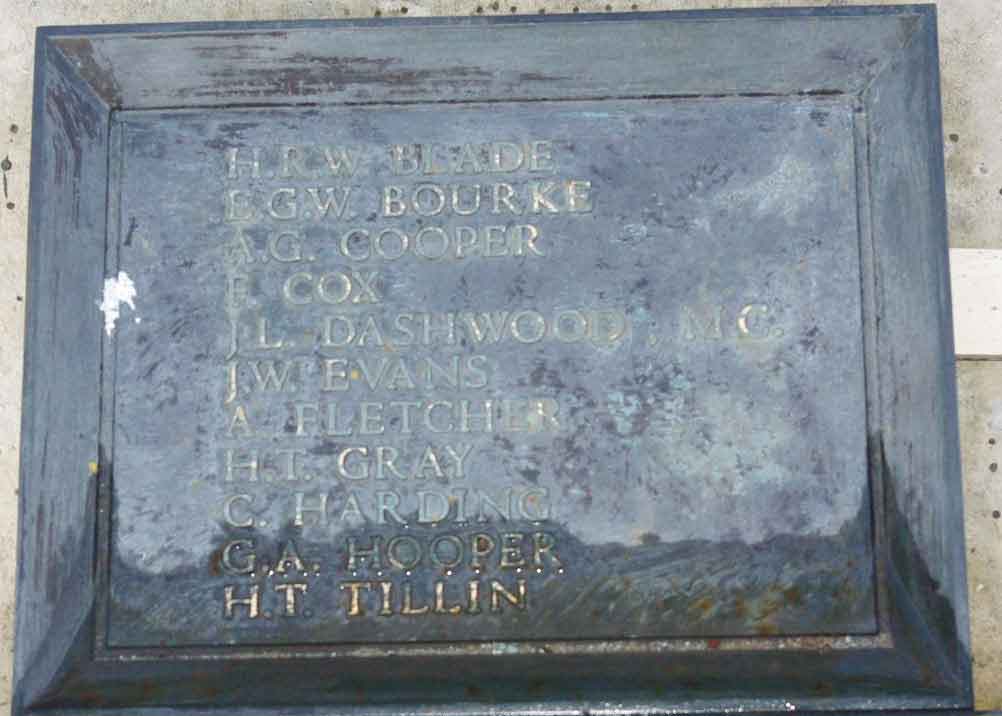 H.R.W BLADE
E.G.W. BOURKE
A.G. COOPER
F. COX
J.L. DASHWOOD, M.C.
J.W. EVANS
A. FLETCHER
H.T. GRAY
C. HARDING
G.A. HOOPER
H.T. TILLIN